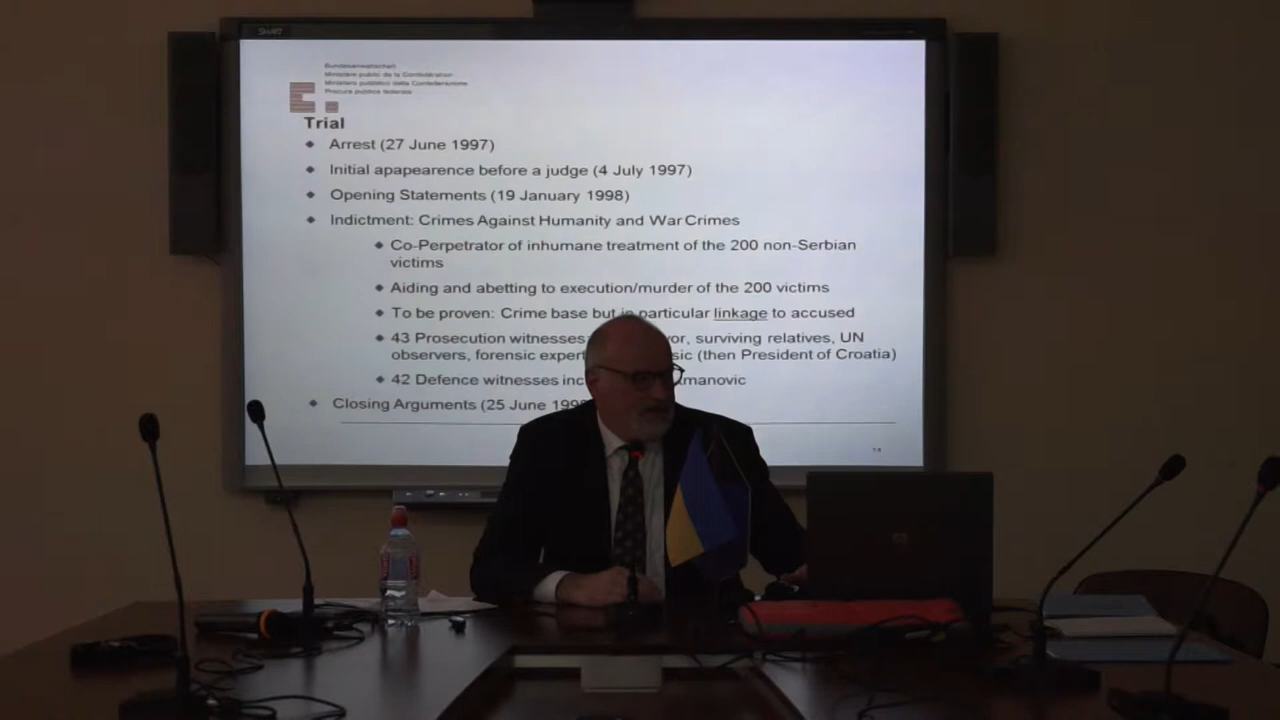 SMART
Bundesanwaltschaft
Ministère public de la Confédération
Ministero pubblico della Confederazione
Procura publica federala
Trial
Arrest (27 June 1997)
Initial apapearence before a judge (4 July 1997)
Opening Statements (19 January 1998)
Indictment: Crimes Against Humanity and War Crimes
Co-Perpetrator of inhumane treatment of the 200 non-Serbian
victims
Aiding and abetting to execution/murder of the 200 victims
To be proven: Crime base but in particular linkage to accused
43 Prosecution witnesses surviving relatives, UN
observers, forensic (then President of Croatia)
42 Defence witnesses
Closing Arguments (25 June
14